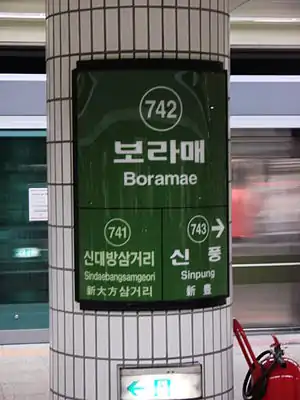 742
보라매
Boramae
741
신대방삼거리
Sindaebangsamgeori
新大方삼거리
743
신풍
Sinpung
新豊